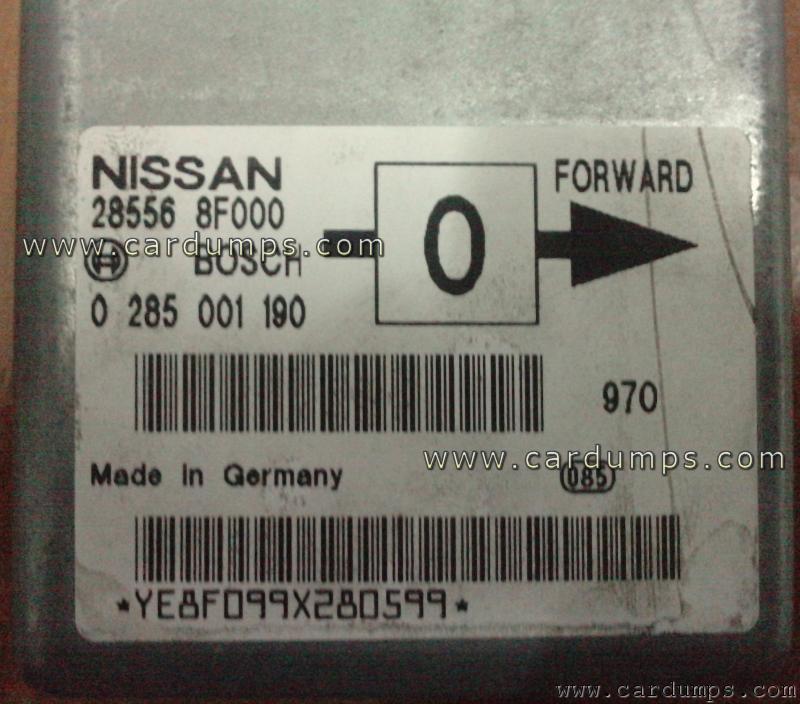 NISSAN
28556 8F000
FORWARD
0
www.cardumps.com
BOSCH
0 285 001 190
970
www.cardumps.com
Made in Germany
085
*YE8F099X280599*
www.cardumps.com